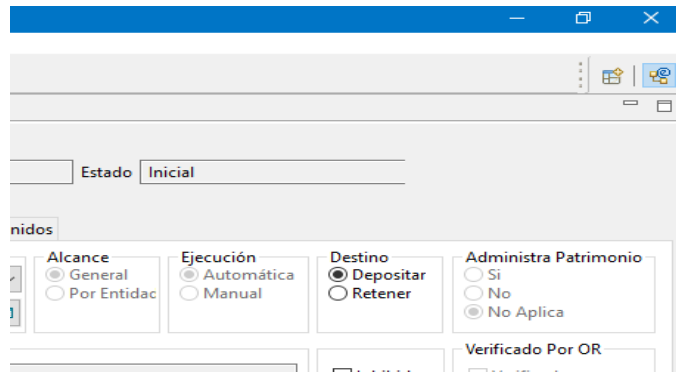 Estado Inicial
nidos
Alcance Ejecución Destino Administra Patrimonio
General Automática Depositar Si
Por Entidad Manual Retener No
No Aplica
Verificado Por OR